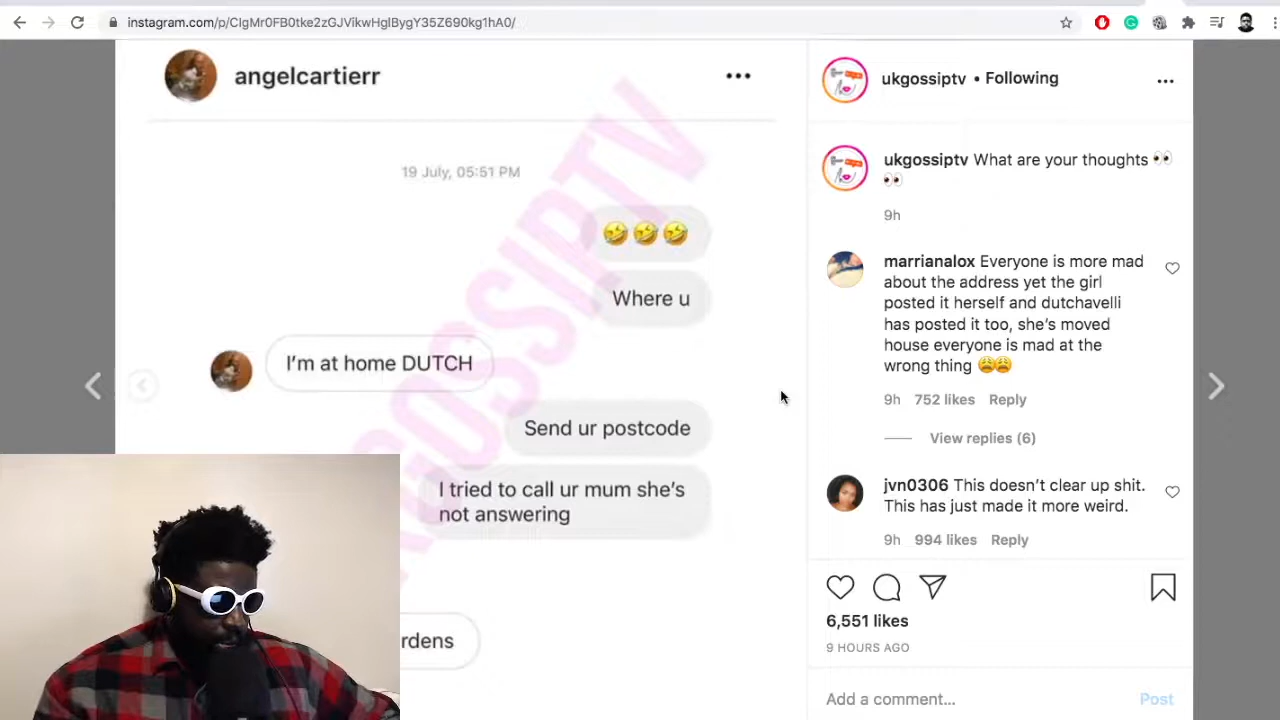 instagram.com/p/CIgMr0FB0tke2zGJVikwHglBygY35Z690kg1hA0/
angelcartierr
19 July, 05:51 PM
🤣🤣🤣
Where u
I'm at home DUTCH
Send ur postcode
I tried to call ur mum she's
not answering
rdens
UKGOSSIPTV
ukgossiptv • Following
ukgossiptv What are your thoughts 👀
👀
9h
marrianalox Everyone is more mad
about the address yet the girl
posted it herself and dutchavelli
has posted it too, she's moved
house everyone is mad at the
wrong thing 😩😩
9h 752 likes Reply
View replies (6)
jvn0306 This doesn't clear up shit.
This has just made it more weird.
9h 994 likes Reply
6,551 likes
9 HOURS AGO
Add a comment... Post